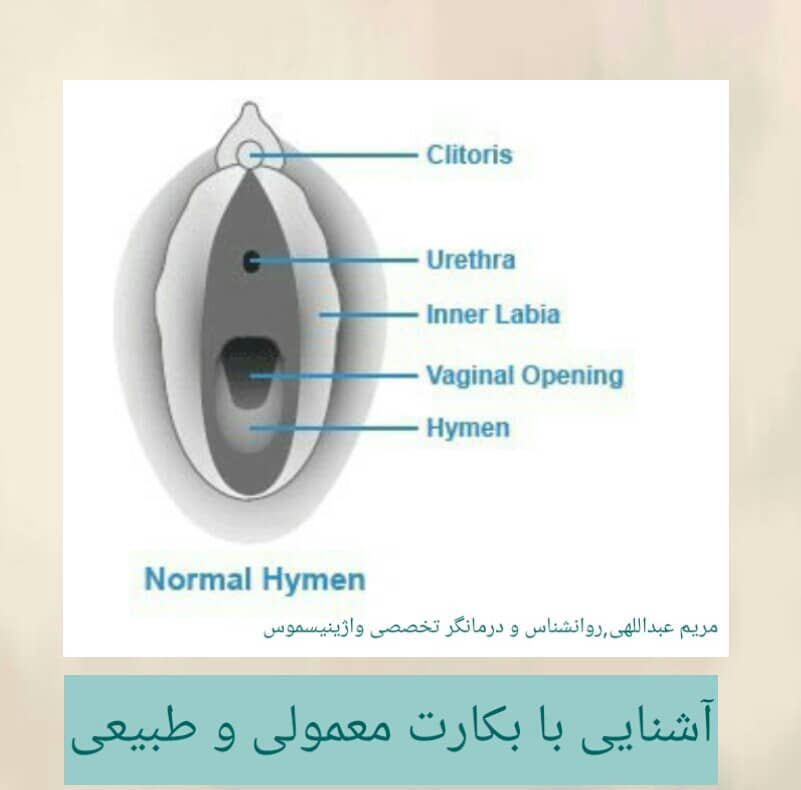 Clitoris
Urethra
Inner Labia
Vaginal Opening
Hymen
Normal Hymen
مریم عبداللهی,روانشناس و درمانگر تخصصی واژینیسموس
آشنایی با بکارت معمولی و طبیعی